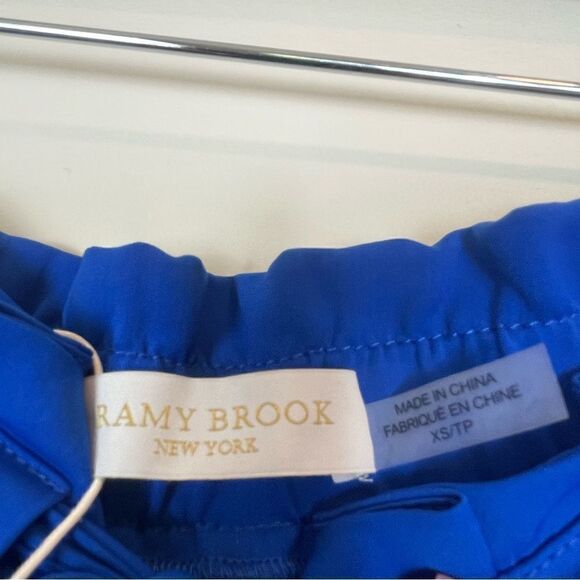 RAMY BROOK
NEW YORK
MADE IN CHINA
FABRIQUÉ EN CHINE
XS/TP